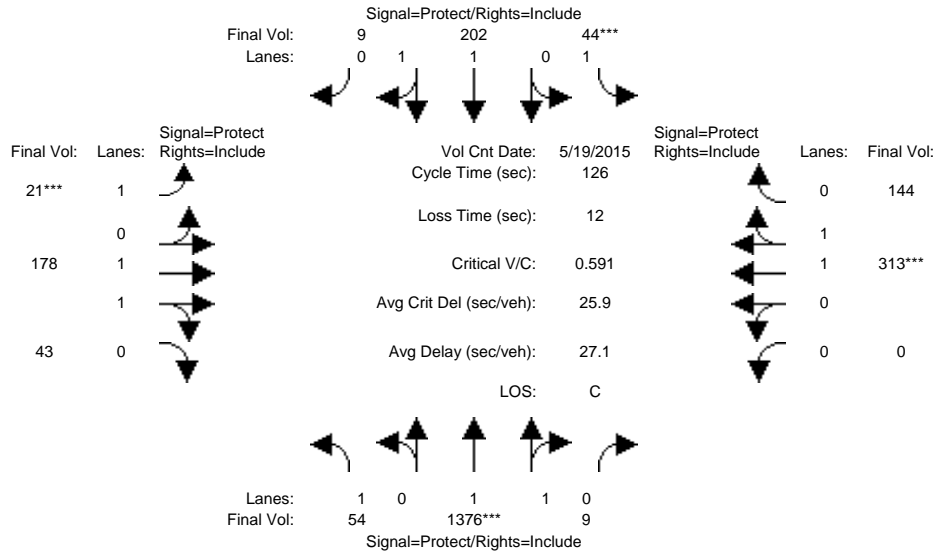 Signal=Protect/Rights=Include
Final Vol: 9 202 44***
Lanes: 0 1 1 0 1
Signal=Protect Signal=Protect
Final Vol: Lanes: Rights=Include Vol Cnt Date: 5/19/2015 Rights=Include Lanes: Final Vol:
Cycle Time (sec): 126
21*** 1 0 144
Loss Time (sec): 12
0 1
178 1 Critical V/C: 0.591 1 313***
1 Avg Crit Del (sec/veh): 25.9 0
43 0 Avg Delay (sec/veh): 27.1 0 0
LOS: C
Lanes: 1 0 1 1 0
Final Vol: 54 1376*** 9
Signal=Protect/Rights=Include